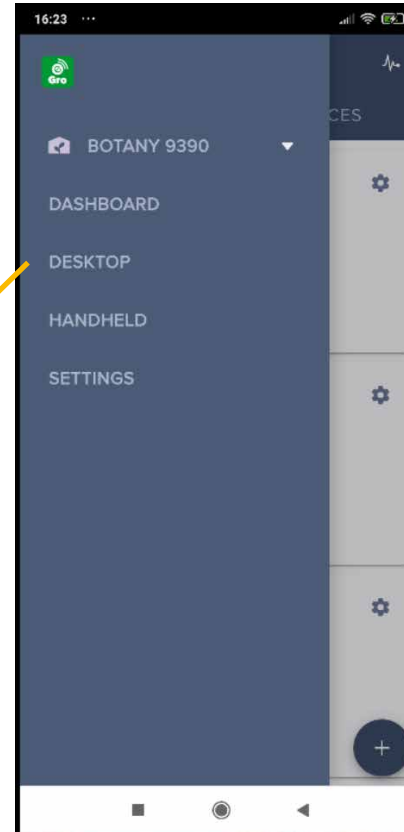 16:23 ...
Gro
CES
BOTANY 9390
DASHBOARD
DESKTOP
HANDHELD
SETTINGS